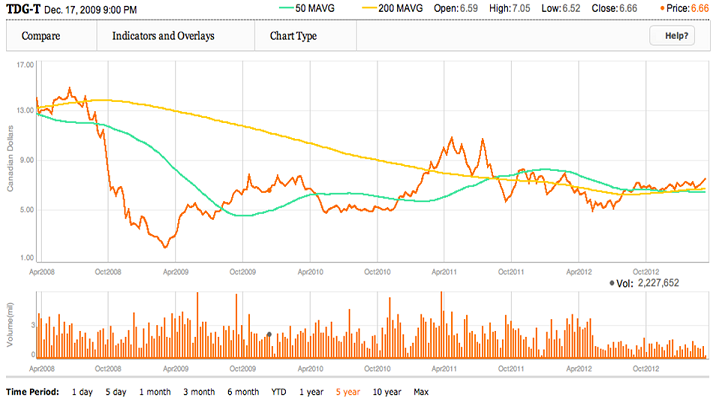 TDG-T Dec. 17, 2009 9:00 PM 50 MAVG 200 MAVG Open: 6.59 High: 7.05 Low: 6.52 Close: 6.66 Price: 6.66
Compare Indicators and Overlays Chart Type Help?
17.00
13.00
9.00
5.00
1.00
Canadian Dollars
Apr2008 Oct2008 Apr2009 Oct2009 Apr2010 Oct2010 Apr2011 Oct2011 Apr2012 Oct2012
Vol: 2,227,652
3
0
Volume(mil)
Apr2008 Oct2008 Apr2009 Oct2009 Apr2010 Oct2010 Apr2011 Oct2011 Apr2012 Oct2012
Time Period: 1 day 5 day 1 month 3 month 6 month YTD 1 year 5 year 10 year Max